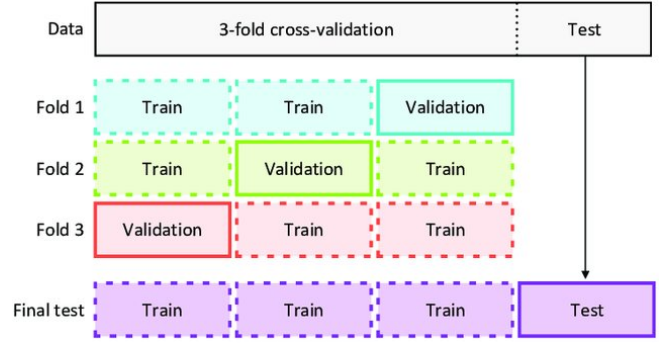 Data 3-fold cross-validation Test
Fold 1 Train Train Validation
Fold 2 Train Validation Train
Fold 3 Validation Train Train
Final test Train Train Train Test